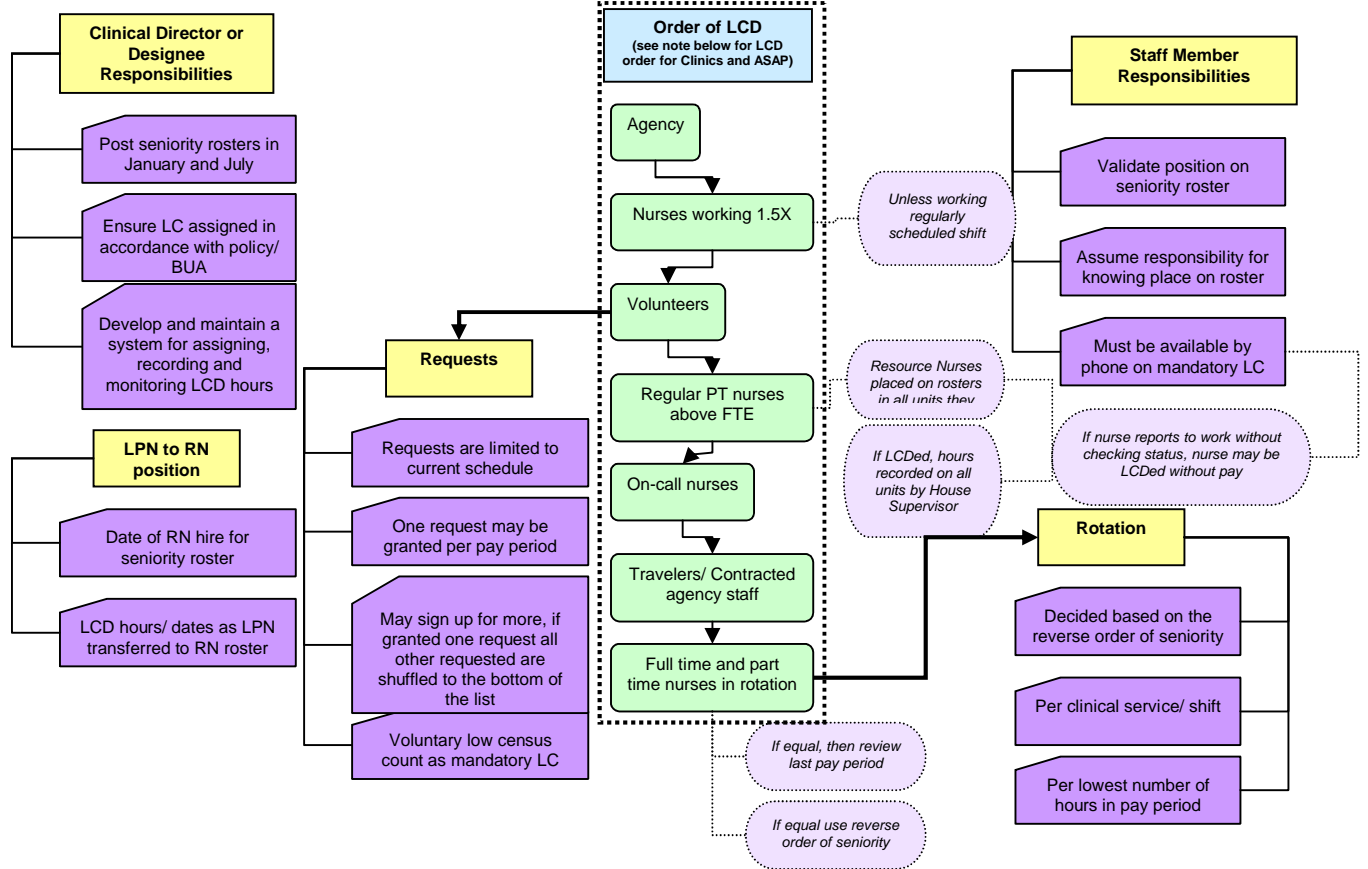 Clinical Director or
Designee
Responsibilities
Post seniority rosters in
January and July
Ensure LC assigned in
accordance with policy/
BUA
Develop and maintain a
system for assigning,
recording and
monitoring LCD hours
LPN to RN
position
Date of RN hire for
seniority roster
LCD hours/ dates as LPN
transferred to RN roster
Requests
Requests are limited to
current schedule
One request may be
granted per pay period
May sign up for more, if
granted one request all
other requested are
shuffled to the bottom of
the list
Voluntary low census
count as mandatory LC
Order of LCD
(see note below for LCD
order for Clinics and ASAP)
Agency
Nurses working 1.5X
Volunteers
Regular PT nurses
above FTE
On-call nurses
Travelers/ Contracted
agency staff
Full time and part
time nurses in rotation
If equal, then review
last pay period
If equal use reverse
order of seniority
Unless working
regularly
scheduled shift
Resource Nurses
placed on rosters
in all units they
If LCDed, hours
recorded on all
units by House
Supervisor
Staff Member
Responsibilities
Validate position on
seniority roster
Assume responsibility for
knowing place on roster
Must be available by
phone on mandatory LC
If nurse reports to work without
checking status, nurse may be
LCDed without pay
Rotation
Decided based on the
reverse order of seniority
Per clinical service/ shift
Per lowest number of
hours in pay period